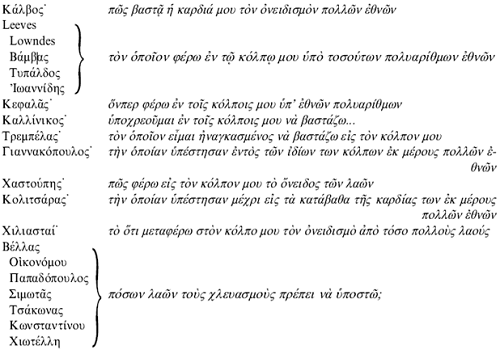 Κάλβος· πῶς βαστᾷ ἡ καρδιά μου τὸν ὀνειδισμὸν πολλῶν ἐθνῶν
Leeves
Lowndes
Βάμβας τὸν ὁποῖον φέρω ἐν τῷ κόλπῳ μου ὑπὸ τοσούτων πολυαρίθμων ἐθνῶν
Τυπάλδος
Ἰωαννίδης
Κεφαλᾶς· ὅνπερ φέρω ἐν τοῖς κόλποις μου ὑπ' ἐθνῶν πολυαρίθμων
Καλλίνικος· ὑποχρεοῦμαι ἐν τοῖς κόλποις μου νὰ βαστάζω...
Τρεμπέλας· τὸν ὁποῖον εἶμαι ἠναγκασμένος νὰ βαστάζω εἰς τὸν κόλπον μου
Γιαννακόπουλος· τὴν ὁποίαν ὑπέστησαν ἐντὸς τῶν ἰδίων των κόλπων ἐκ μέρους πολλῶν ἐ-
θνῶν
Χαστούπης· πῶς φέρω εἰς τὸν κόλπον μου τὸ ὄνειδος τῶν λαῶν
Κολιτσάρας· τὴν ὁποίαν ὑπέστησαν μέχρι εἰς τὰ κατάβαθα τῆς καρδίας των ἐκ μέρους
πολλῶν ἐθνῶν
Χιλιασταί· τὸ ὅτι μεταφέρω στὸν κόλπο μου τὸν ὀνειδισμὸ ἀπὸ τόσο πολλοὺς λαούς
Βέλλας
Οἰκονόμου
Παπαδόπουλος
Σιμωτᾶς πόσων λαῶν τοὺς χλευασμοὺς πρέπει νὰ ὑποστῶ;
Τσάκωνας
Κωνσταντίνου
Χιωτέλλη